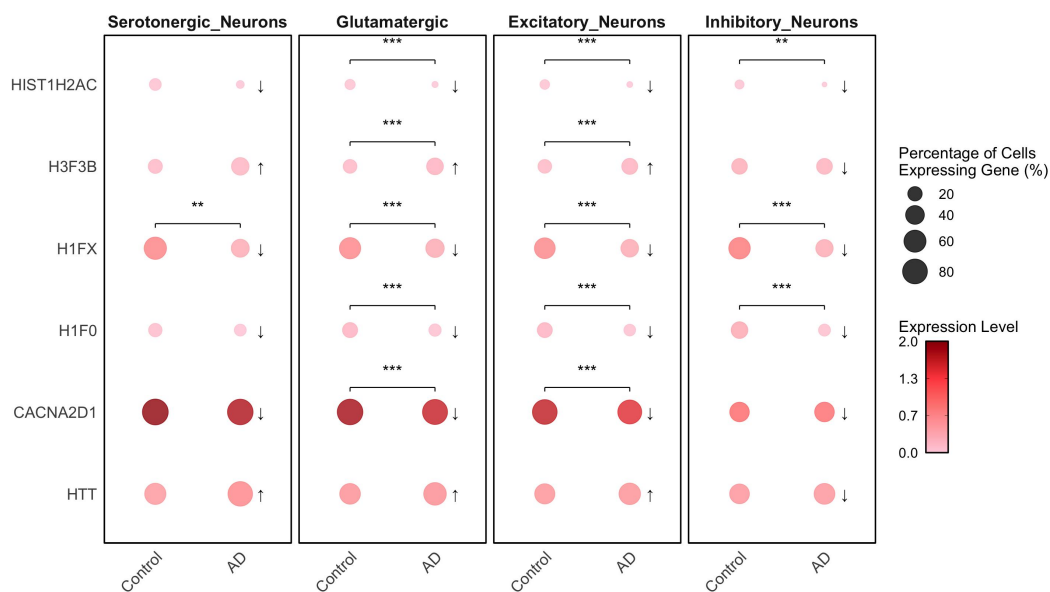 Serotonergic_Neurons Glutamatergic Excitatory_Neurons Inhibitory_Neurons
*** *** **
HIST1H2AC ↓ ↓ ↓ ↓
*** ***
H3F3B ↑ ↑ ↑ ↓
** *** *** ***
H1FX ↓ ↓ ↓ ↓
*** *** ***
H1F0 ↓ ↓ ↓ ↓
*** ***
CACNA2D1 ↓ ↓ ↓ ↓
HTT ↑ ↑ ↑ ↓
Control AD Control AD Control AD Control AD
Percentage of Cells
Expressing Gene (%)
20
40
60
80
Expression Level
2.0
1.3
0.7
0.0